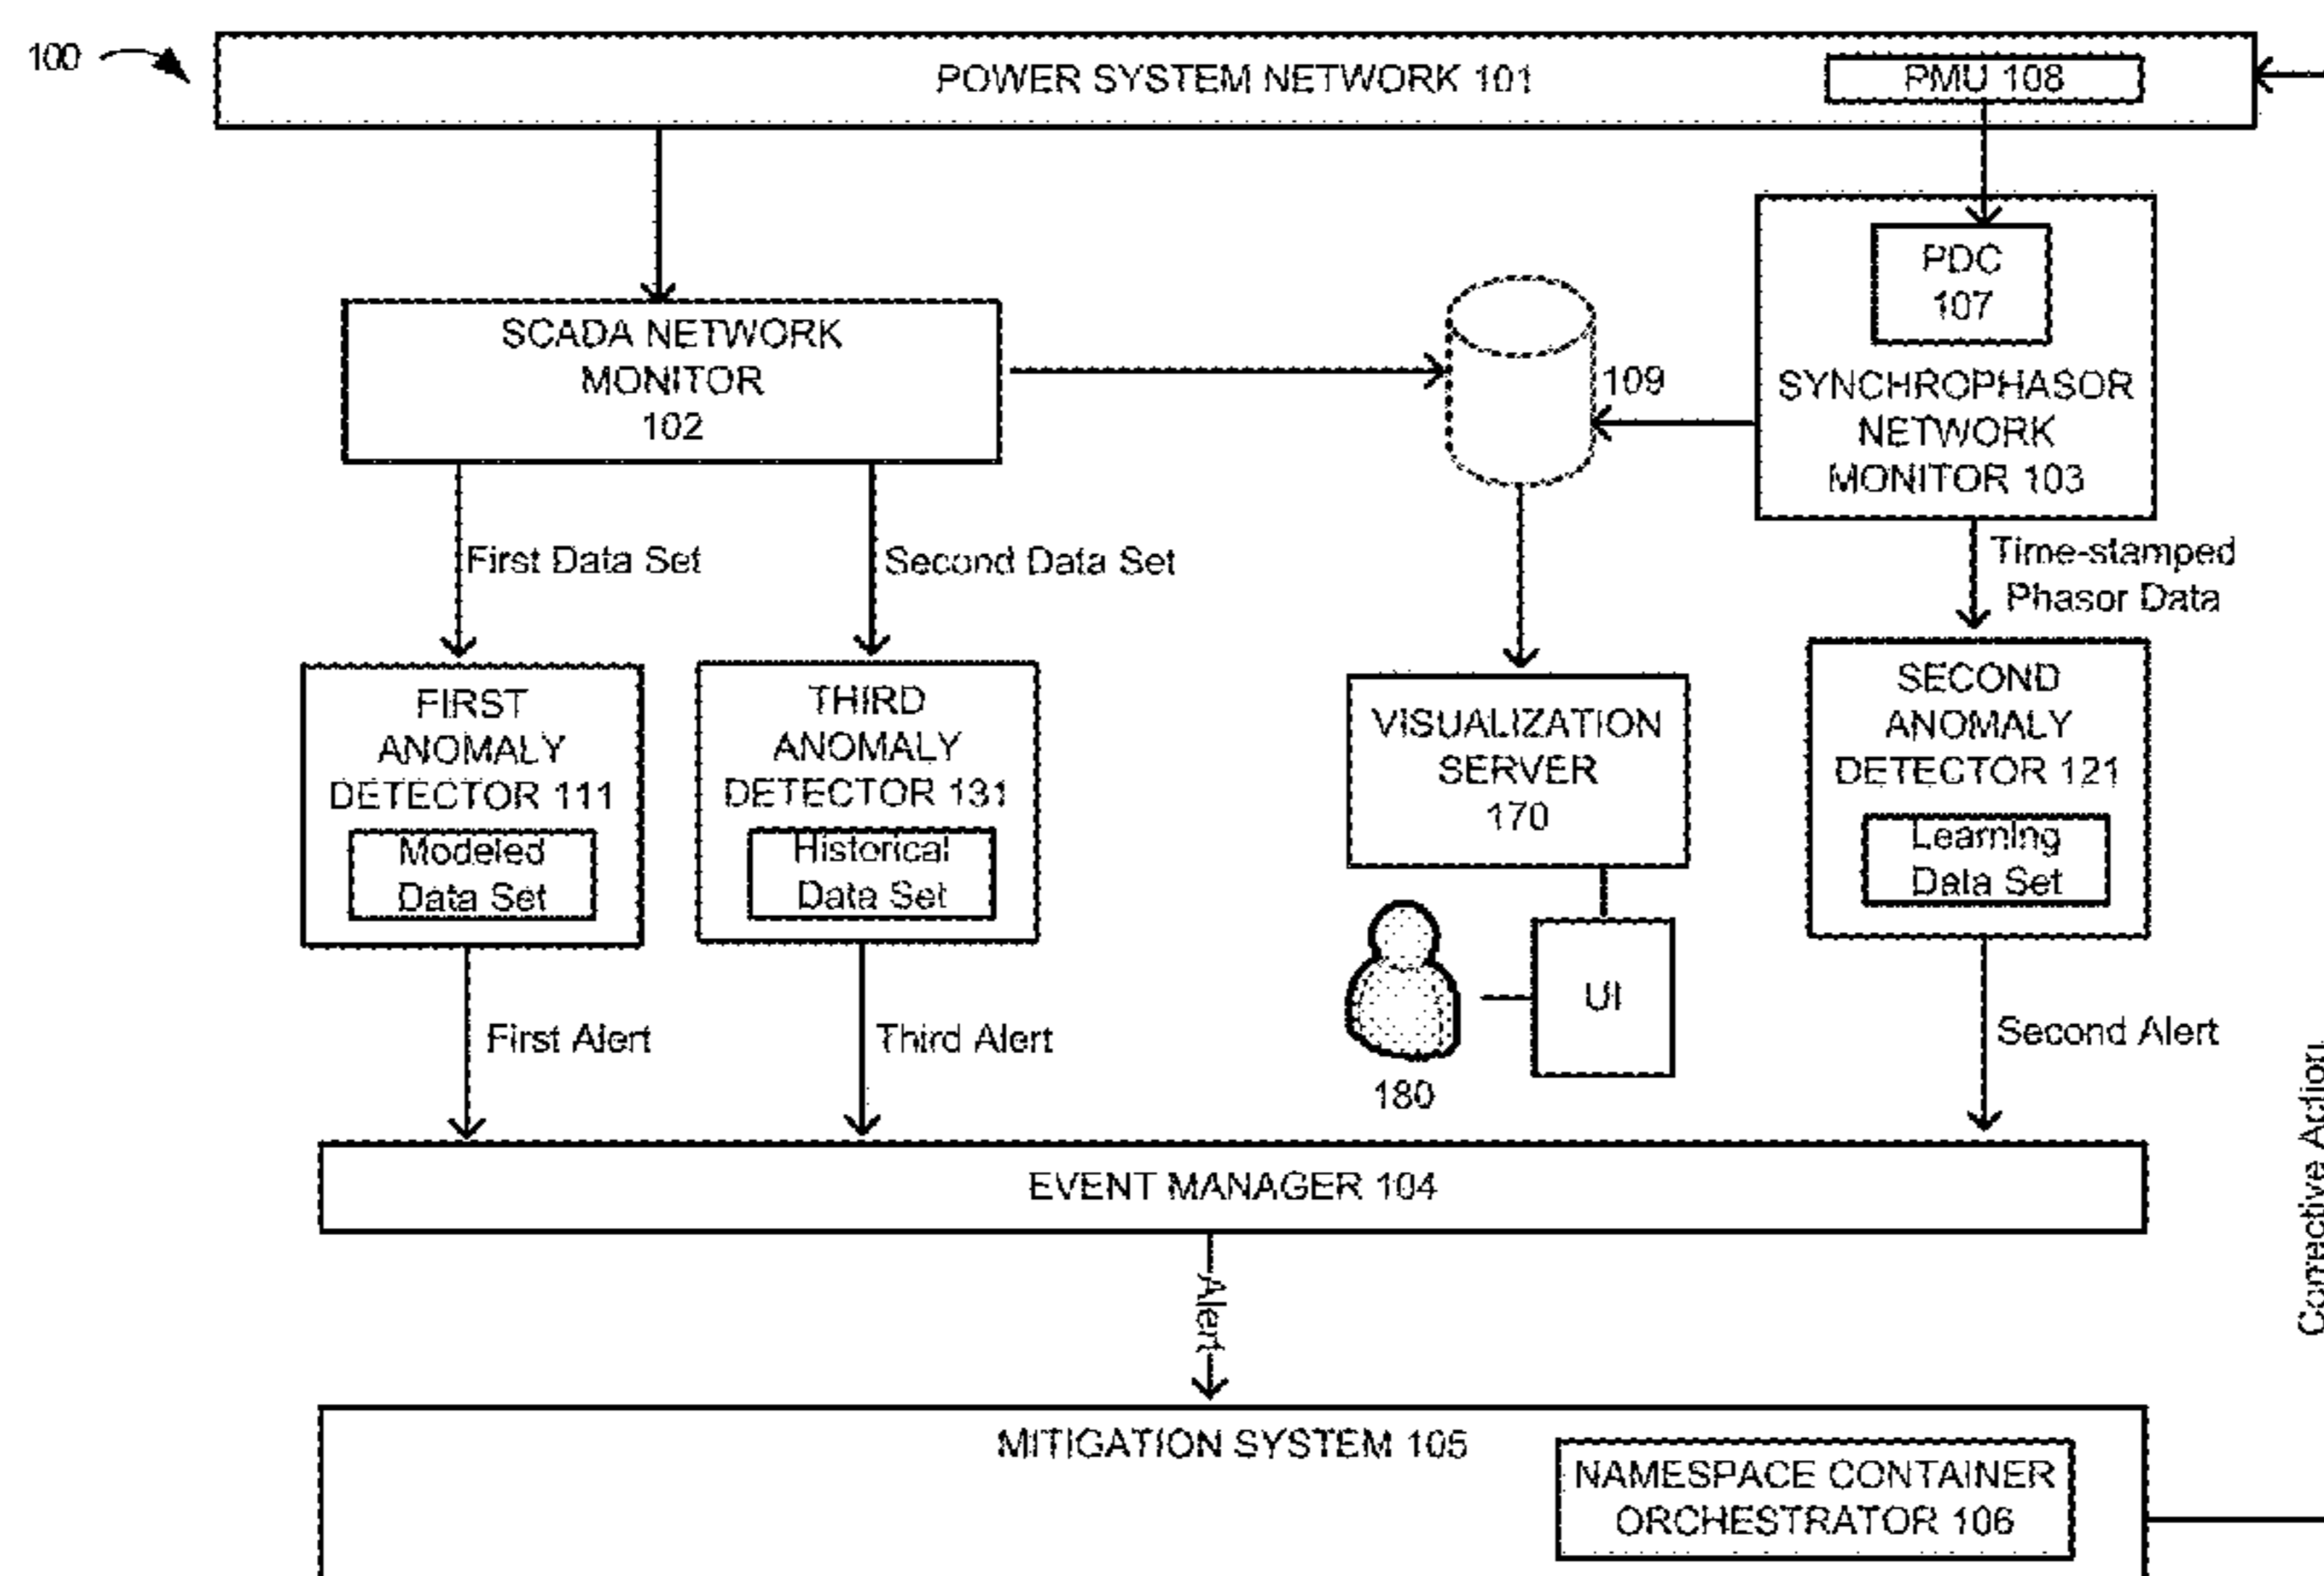 100
POWER SYSTEM NETWORK 101
PMU 108
PDC
107
SCADA NETWORK
MONITOR
102
109
SYNCHROPHASOR
NETWORK
MONITOR 103
First Data Set
Second Data Set
Time-stamped
Phasor Data
FIRST
ANOMALY
DETECTOR 111
Modeled
Data Set
THIRD
ANOMALY
DETECTOR 131
Historical
Data Set
VISUALIZATION
SERVER
170
SECOND
ANOMALY
DETECTOR 121
Learning
Data Set
UI
180
First Alert
Third Alert
Second Alert
Corrective Action
EVENT MANAGER 104
Alert
MITIGATION SYSTEM 105
NAMESPACE CONTAINER
ORCHESTRATOR 106